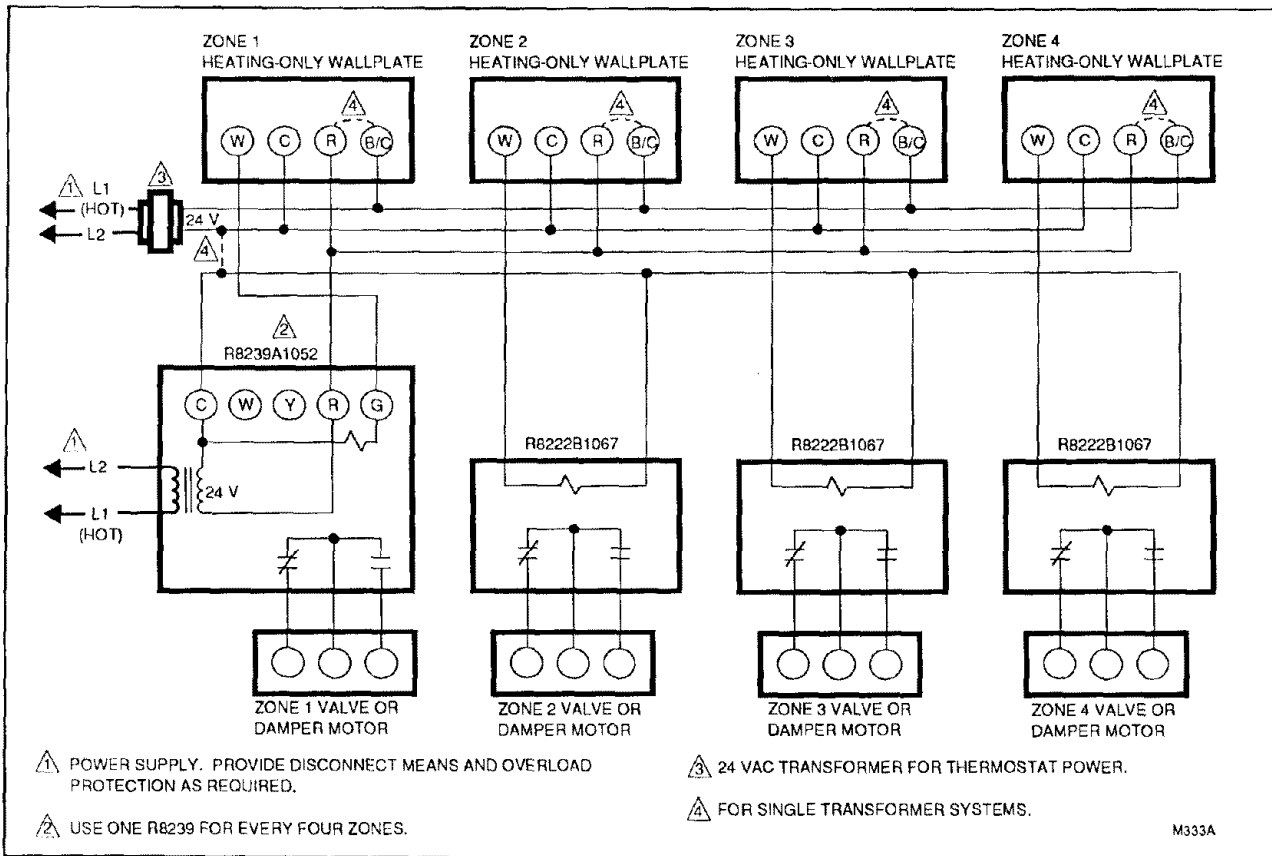 ZONE 1
HEATING-ONLY WALLPLATE
ZONE 2
HEATING-ONLY WALLPLATE
ZONE 3
HEATING-ONLY WALLPLATE
ZONE 4
HEATING-ONLY WALLPLATE
4
W C R B/C
4
W C R B/C
4
W C R B/C
4
W C R B/C
1 L1
(HOT)
L2
3
24 V
4
2
R8239A1052
C W Y R G
1
L2
24 V
L1
(HOT)
R8222B1067
R8222B1067
R8222B1067
ZONE 1 VALVE OR
DAMPER MOTOR
ZONE 2 VALVE OR
DAMPER MOTOR
ZONE 3 VALVE OR
DAMPER MOTOR
ZONE 4 VALVE OR
DAMPER MOTOR
1 POWER SUPPLY. PROVIDE DISCONNECT MEANS AND OVERLOAD
PROTECTION AS REQUIRED.
2 USE ONE R8239 FOR EVERY FOUR ZONES.
3 24 VAC TRANSFORMER FOR THERMOSTAT POWER.
4 FOR SINGLE TRANSFORMER SYSTEMS.
M333A